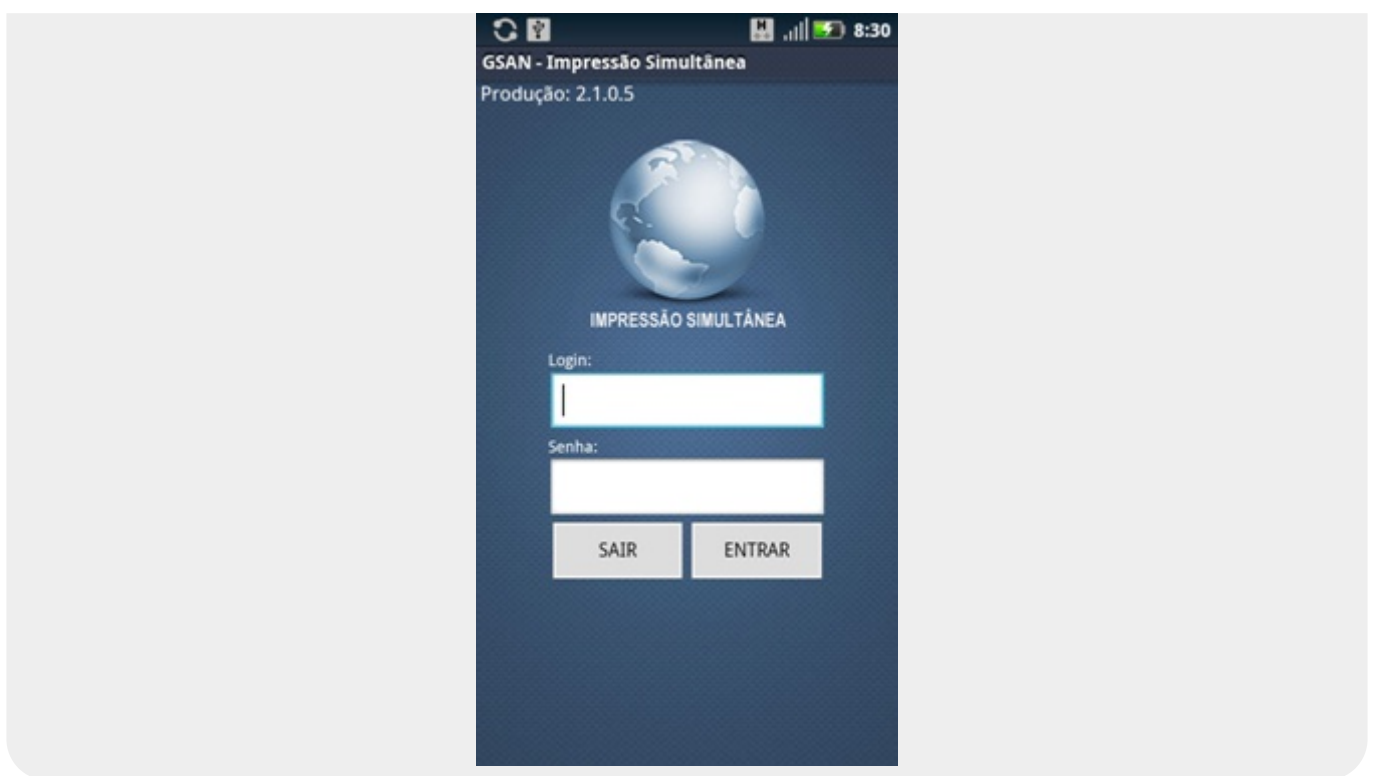 H 8:30
GSAN - Impressão Simultânea
Produção: 2.1.0.5
IMPRESSÃO SIMULTÂNEA
Login:
Senha:
SAIR ENTRAR